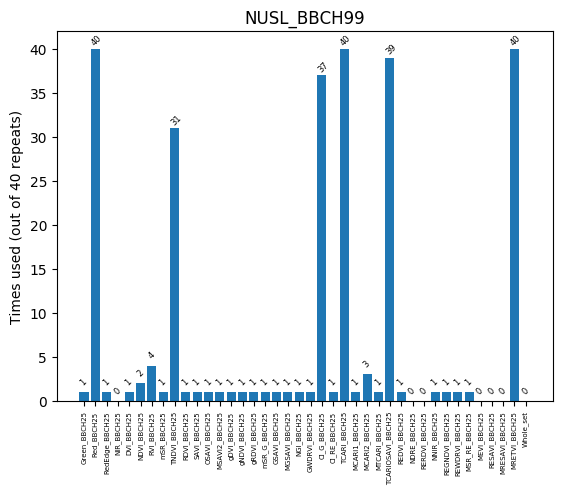 NUSL_BBCH99
Times used (out of 40 repeats)
40
35
30
25
20
15
10
5
0
1
40
1
0
1
2
4
1
31
1
1
1
1
1
1
1
1
1
1
1
1
37
1
40
1
3
1
39
1
0
0
1
1
1
1
0
0
0
40
0
Green_BBCH25
Red_BBCH25
RedEdge_BBCH25
NIR_BBCH25
DVI_BBCH25
NDVI_BBCH25
RVI_BBCH25
mSR_BBCH25
TNDVI_BBCH25
RDVI_BBCH25
SAVI_BBCH25
OSAVI_BBCH25
MSAVI2_BBCH25
gDVI_BBCH25
gNDVI_BBCH25
gRDVI_BBCH25
mSR_G_BBCH25
GSAVI_BBCH25
MGSAVI_BBCH25
NGI_BBCH25
GWDRVI_BBCH25
CI_G_BBCH25
CI_RE_BBCH25
TCARI_BBCH25
MCARI1_BBCH25
MCARI2_BBCH25
MTCARI_BBCH25
TCARIOSAVI_BBCH25
REDVI_BBCH25
NDRE_BBCH25
RERDVI_BBCH25
NNIR_BBCH25
REGNDVI_BBCH25
REWDRVI_BBCH25
MSR_RE_BBCH25
MEVI_BBCH25
RESAVI_BBCH25
MRESAVI_BBCH25
MRETVI_BBCH25
Whole_set